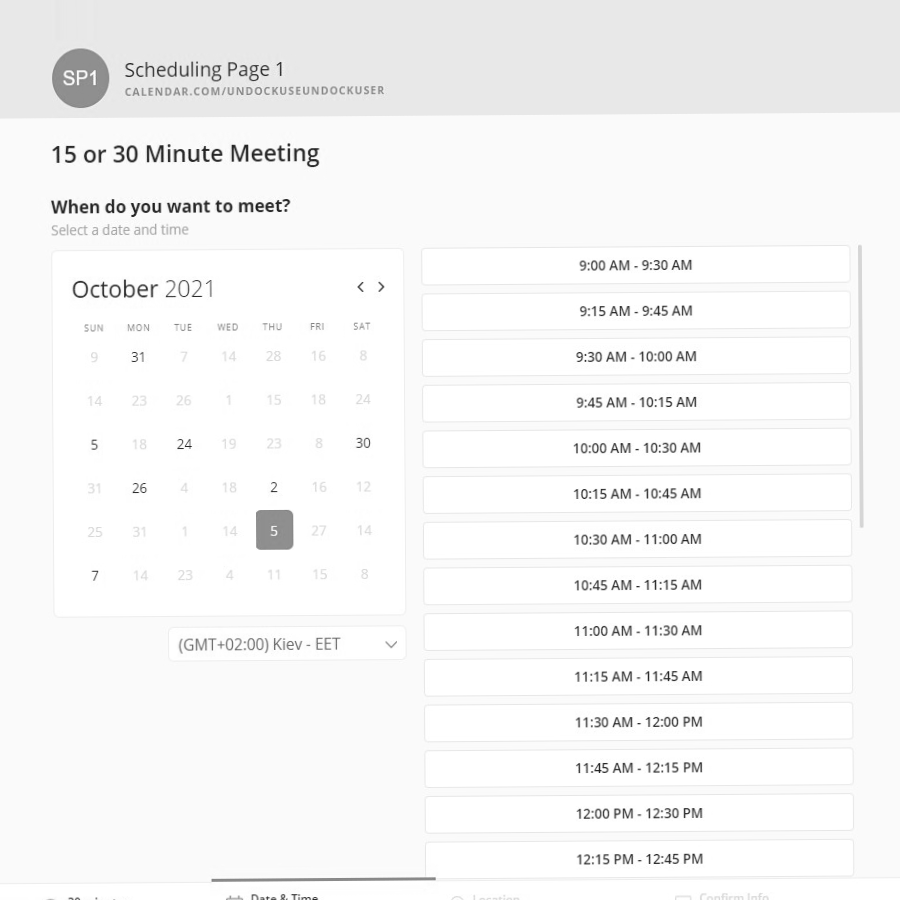 SP1
Scheduling Page 1
CALENDAR.COM/UNDOCKUSEUNDOCKUSER
15 or 30 Minute Meeting
When do you want to meet?
Select a date and time
October 2021
SUN MON TUE WED THU FRI SAT
9 31 7 14 28 16 8
14 23 26 1 15 18 24
5 18 24 19 23 8 30
31 26 4 18 2 16 12
25 31 1 14 5 27 14
7 14 23 4 11 15 8
(GMT+02:00) Kiev - EET
9:00 AM - 9:30 AM
9:15 AM - 9:45 AM
9:30 AM - 10:00 AM
9:45 AM - 10:15 AM
10:00 AM - 10:30 AM
10:15 AM - 10:45 AM
10:30 AM - 11:00 AM
10:45 AM - 11:15 AM
11:00 AM - 11:30 AM
11:15 AM - 11:45 AM
11:30 AM - 12:00 PM
11:45 AM - 12:15 PM
12:00 PM - 12:30 PM
12:15 PM - 12:45 PM
Date & Time
Location
Confirm Info